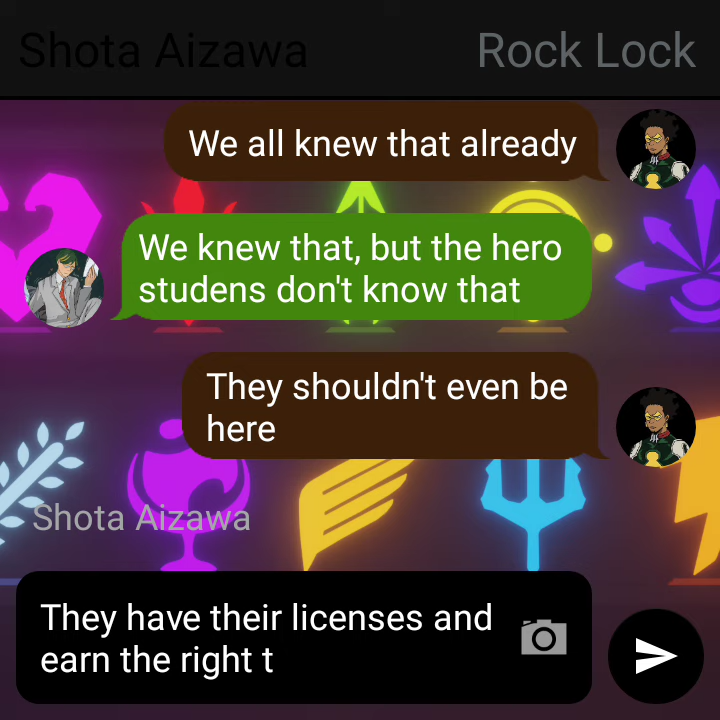 Shota Aizawa
Rock Lock
We all knew that already
We knew that, but the hero
studens don't know that
They shouldn't even be
here
Shota Aizawa
They have their licenses and
earn the right t